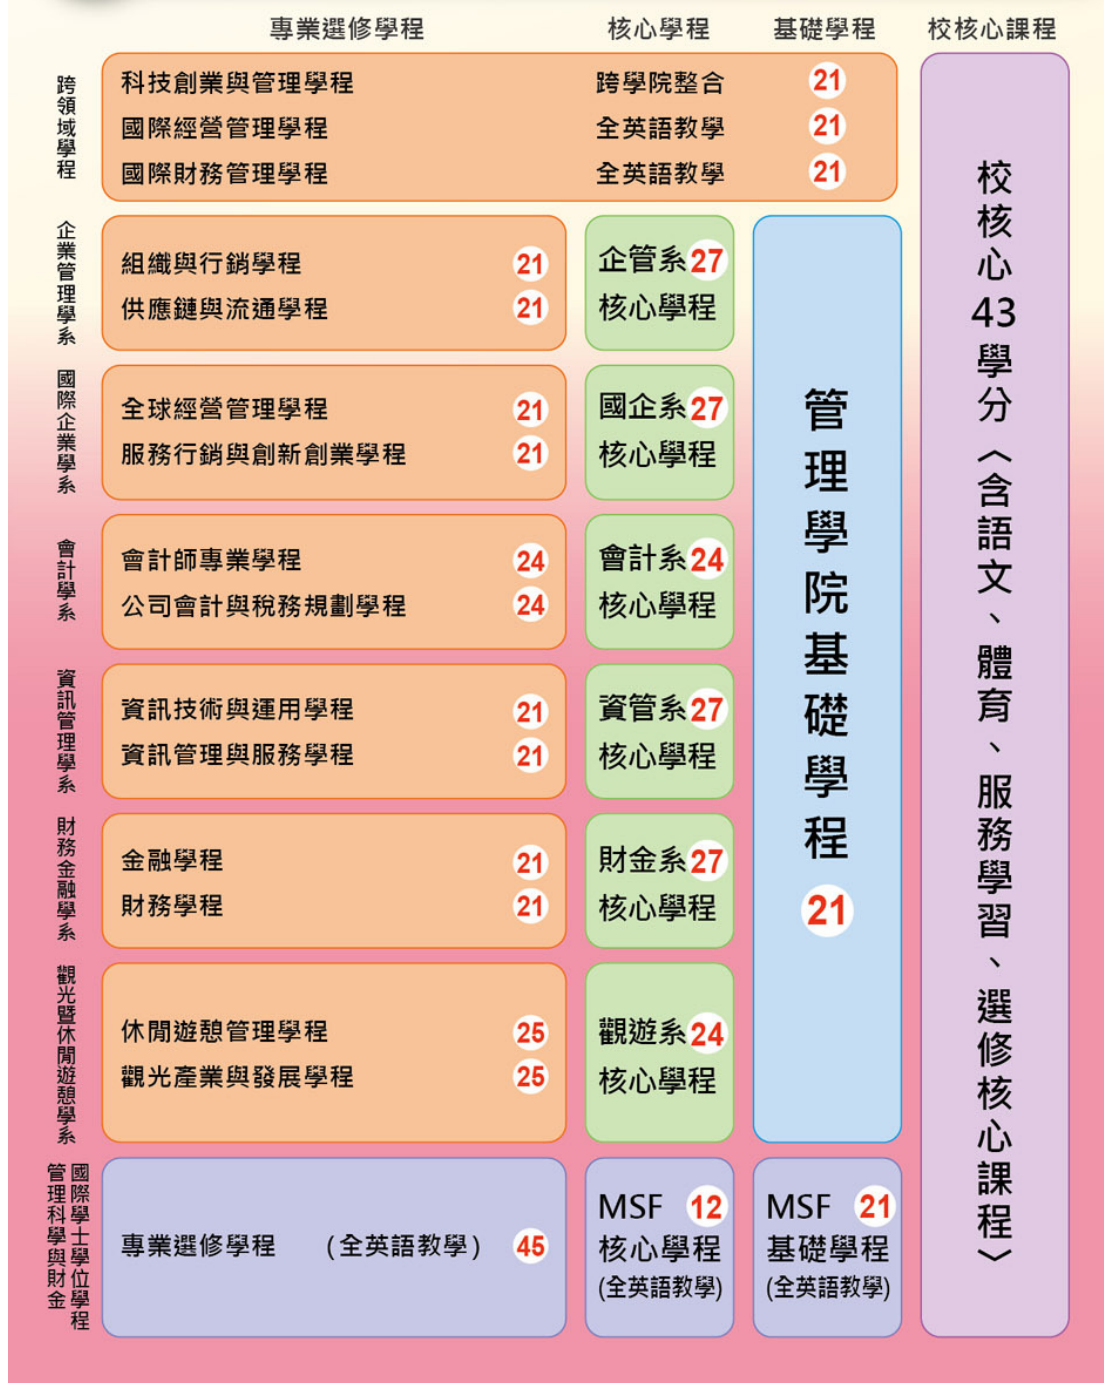 專業選修學程 核心學程 基礎學程 校核心課程
跨領域學程
科技創業與管理學程 跨學院整合 21
國際經營管理學程 全英語教學 21
國際財務管理學程 全英語教學 21
企業管理學系
組織與行銷學程 21
供應鏈與流通學程 21
企管系27
核心學程
國際企業學系
全球經營管理學程 21
服務行銷與創新創業學程 21
國企系27
核心學程
會計學系
會計師專業學程 24
公司會計與稅務規劃學程 24
會計系24
核心學程
資訊管理學系
資訊技術與運用學程 21
資訊管理與服務學程 21
資管系27
核心學程
財務金融學系
金融學程 21
財務學程 21
財金系27
核心學程
觀光暨休閒遊憩學系
休閒遊憩管理學程 25
觀光產業與發展學程 25
觀遊系24
核心學程
管理學院基礎學程 21
國際學士學位學程
管理科學與財金
專業選修學程 (全英語教學) 45
MSF 12
核心學程
(全英語教學)
MSF 21
基礎學程
(全英語教學)
校核心43學分〈含語文、體育、服務學習、選修核心課程〉